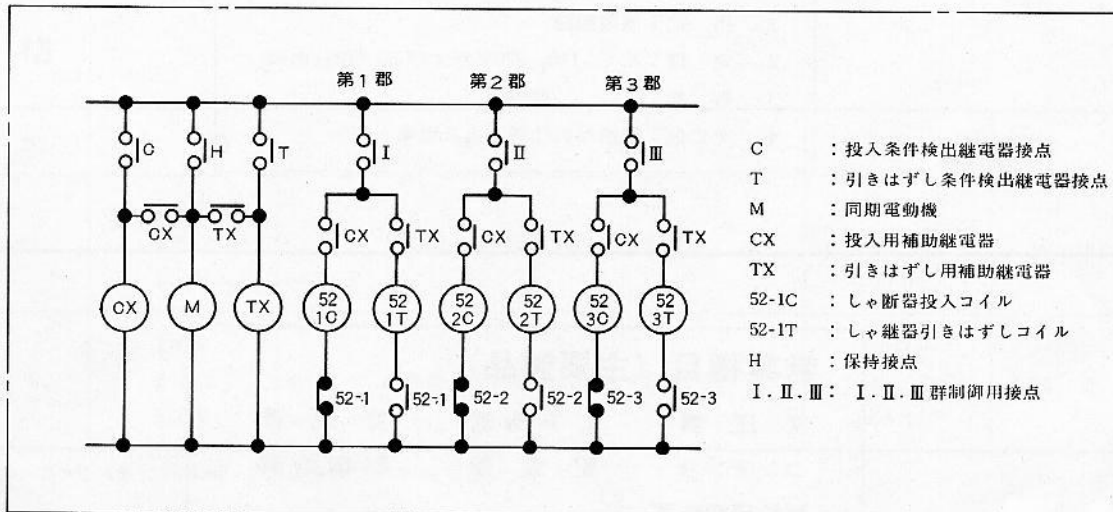 第1郡 第2郡 第3郡
C H T I II III
CX TX CX TX CX TX CX TX
CX M TX 52 1C 52 1T 52 2C 52 2T 52 3C 52 3T
52-1 52-1 52-2 52-2 52-3 52-3
C : 投入条件検出継電器接点
T : 引きはずし条件検出継電器接点
M : 同期電動機
CX : 投入用補助継電器
TX : 引きはずし用補助継電器
52-1C : しゃ断器投入コイル
52-1T : しゃ継器引きはずしコイル
H : 保持接点
I. II. III : I. II. III 群制御用接点